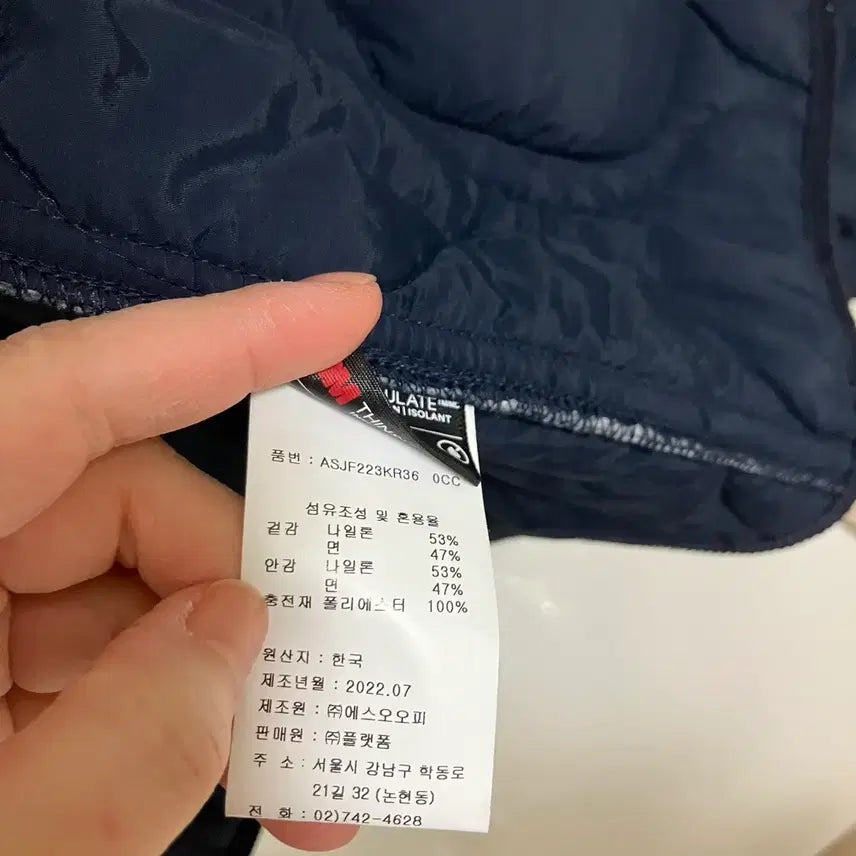 M
THIN
ULATE
ISOLANT
품번 : ASJF223KR36 0CC
섬유조성 및 혼용율
겉감 나일론 53%
면 47%
안감 나일론 53%
면 47%
충전재 폴리에스터 100%
원산지 : 한국
제조년월 : 2022.07
제조원 : ㈜에스오오피
판매원 : ㈜플랫폼
주 소 : 서울시 강남구 학동로
21길 32 (논현동)
전 화 : 02)742-4628